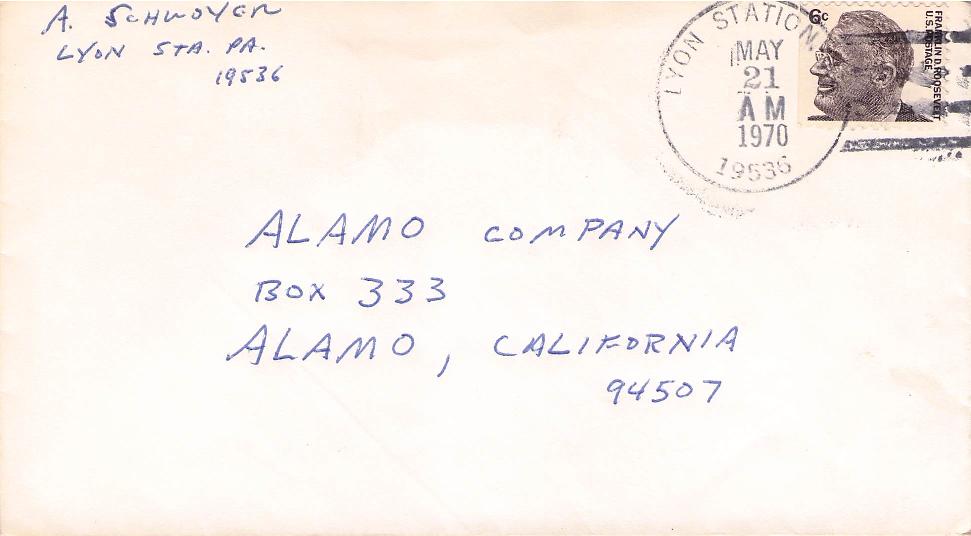 A. SCHWOYER
LYON STA. PA.
19536
LYON STATION,
MAY
21
AM
1970
19536
6c
FRANKLIN D. ROOSEVELT
U.S. POSTAGE
ALAMO COMPANY
BOX 333
ALAMO, CALIFORNIA
94507